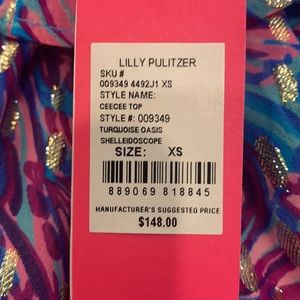 LILLY PULITZER
SKU #
009349 4492J1 XS
STYLE NAME:
CEECEE TOP
STYLE #: 009349
TURQUOISE OASIS
SHELLEIDOSCOPE
SIZE: XS
889069 818845
MANUFACTURER'S SUGGESTED PRICE
$148.00